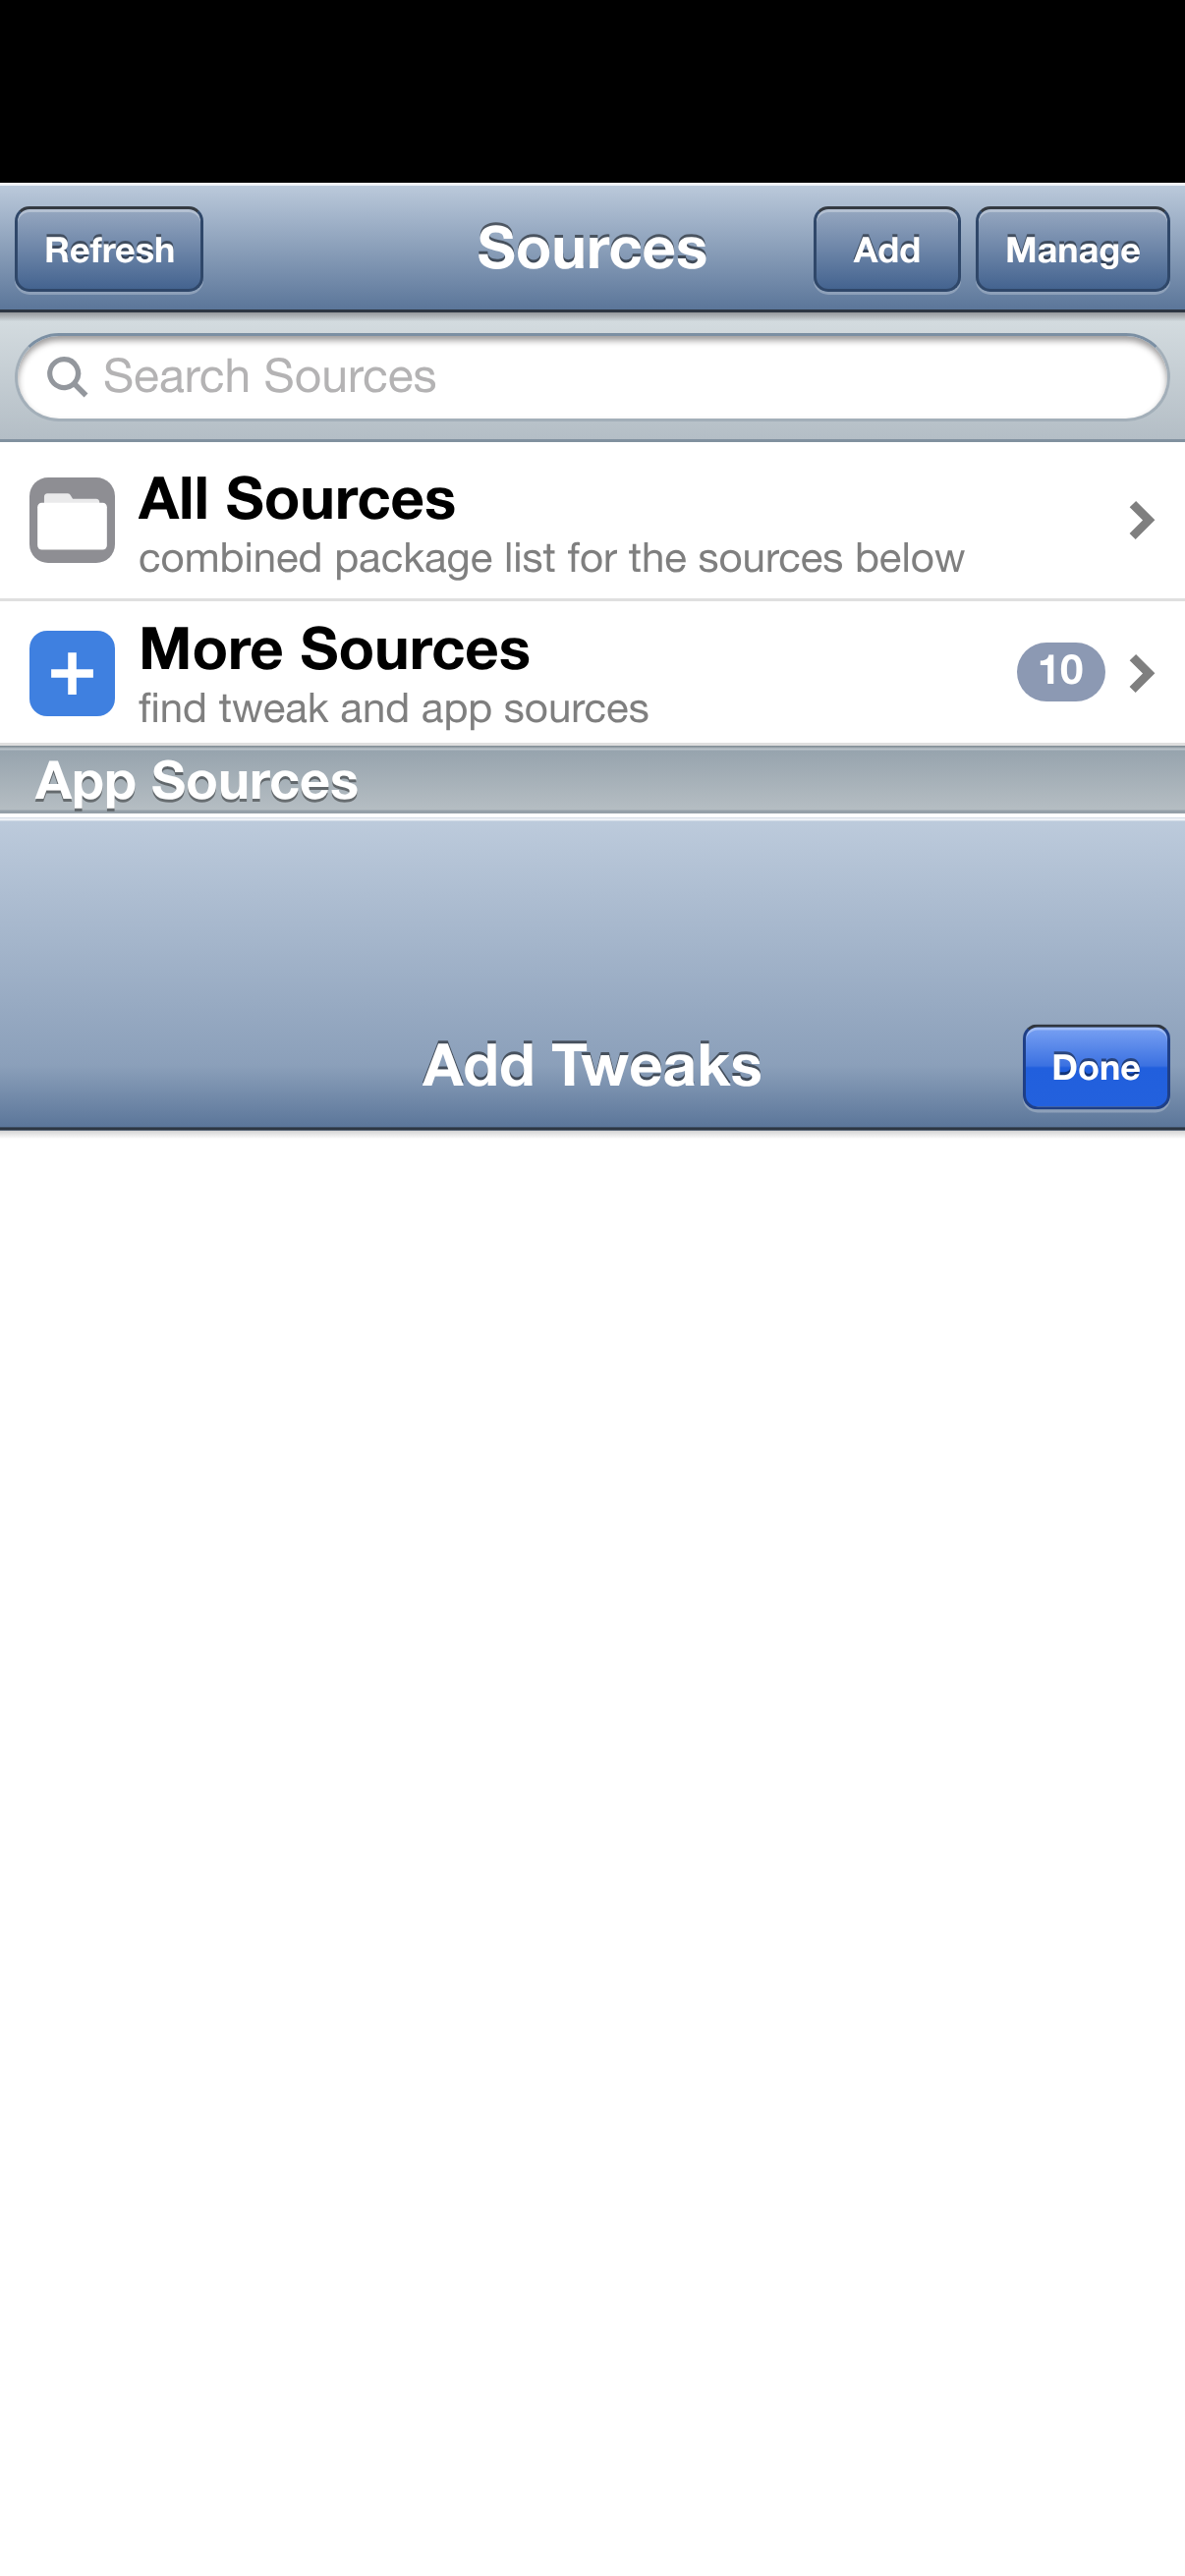 Refresh
Sources
Add
Manage
Search Sources
All Sources
combined package list for the sources below
More Sources
find tweak and app sources
10
App Sources
Add Tweaks
Done